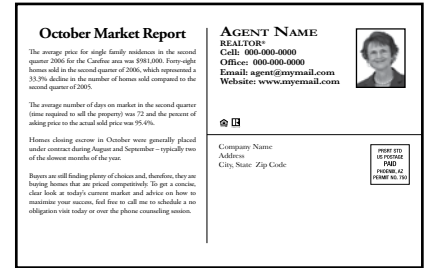 October Market Report
The average price for single family residences in the second
quarter 2006 for the Carefree area was $981,000. Forty-eight
homes sold in the second quarter of 2006, which represented a
33.3% decline in the number of homes sold compared to the
second quarter of 2005.
The average number of days on market in the second quarter
(time required to sell the property) was 72 and the percent of
asking price to the actual sold price was 95.4%.
Homes closing escrow in October were generally placed
under contract during August and September – typically two
of the slowest months of the year.
Buyers are still finding plenty of choices and, therefore, they are
buying homes that are priced competitively. To get a concise,
clear look at today's current market and advice on how to
maximize your success, feel free to call me to schedule a no
obligation visit today or over the phone counseling session.
AGENT NAME
REALTOR®
Cell: 000-000-0000
Office: 000-000-0000
Email: agent@mymail.com
Website: www.myemail.com
Company Name
Address
City, State Zip Code
PRSRT STD
US POSTAGE
PAID
PHOENIX, AZ
PERMIT NO. 750